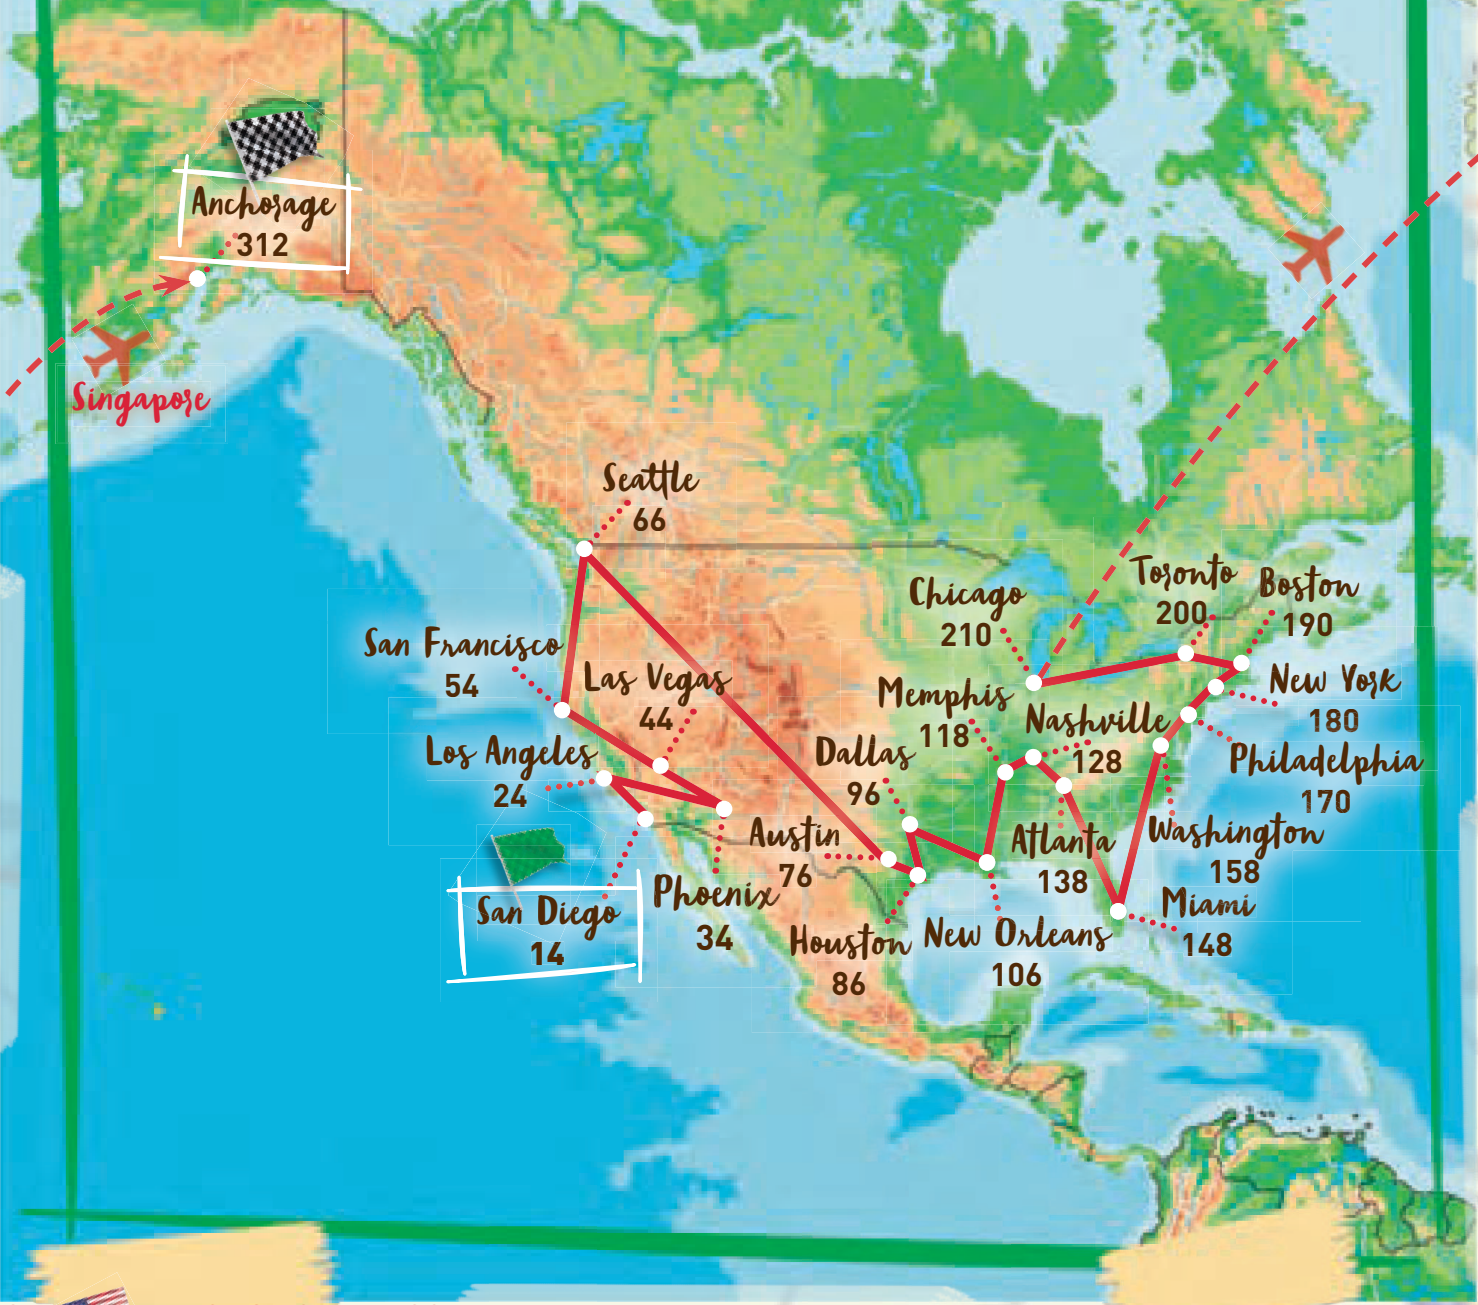 Anchorage
312
Singapore
Seattle
66
Chicago
210
Toronto
200
Boston
190
San Francisco
54
Las Vegas
44
Memphis
118
Nashville
128
New York
180
Los Angeles
24
Dallas
96
Philadelphia
170
Austin
76
Atlanta
138
Washington
158
San Diego
14
Phoenix
34
Houston
86
New Orleans
106
Miami
148